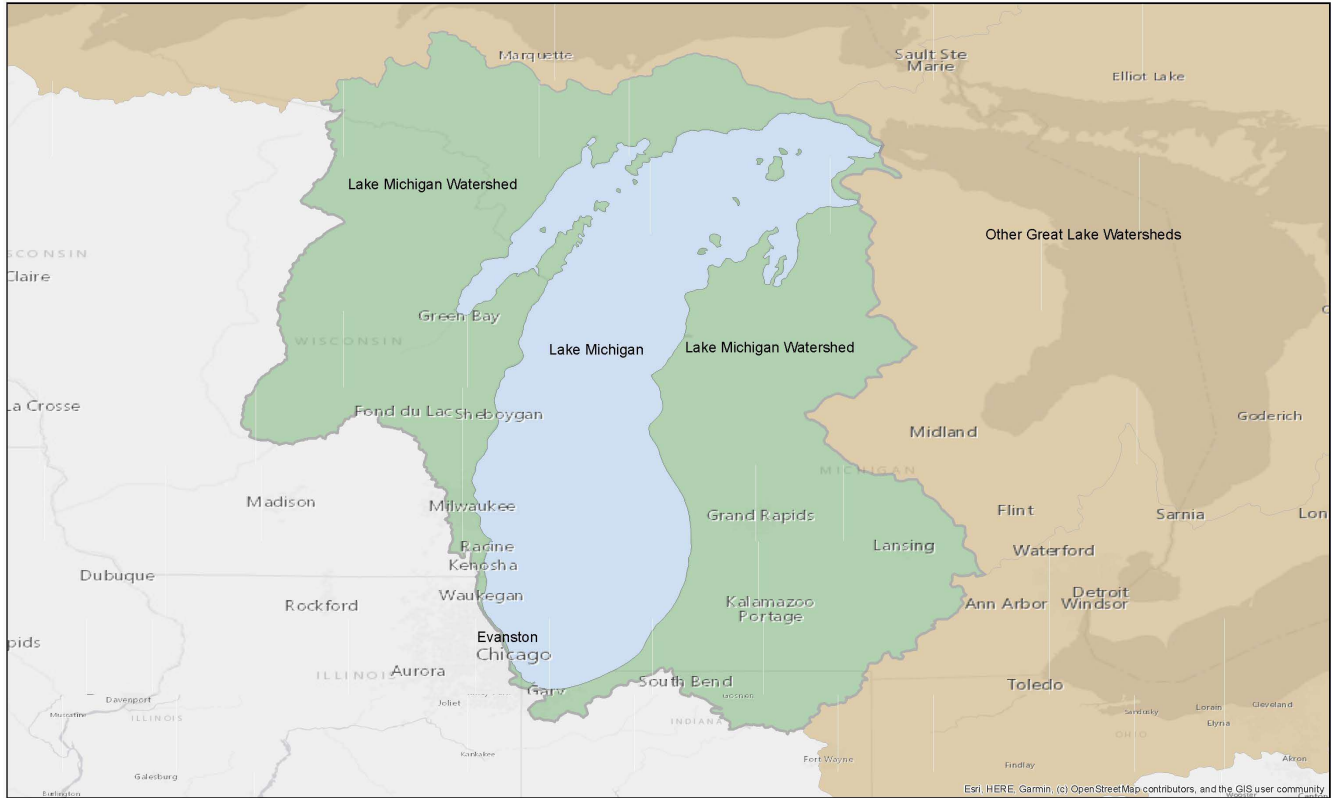 Marquette
Sault Ste
Marie
Elliot Lake
Lake Michigan Watershed
Other Great Lake Watersheds
SCONSIN
Claire
Green Bay
WISCONSIN
Lake Michigan
Lake Michigan Watershed
La Crosse
Fond du Lac
Sheboygan
Goderich
Midland
MICHIGAN
Madison
Milwaukee
Grand Rapids
Flint
Sarnia
Lon
Racine
Lansing
Waterford
Kenosha
Dubuque
Waukegan
Rockford
Kalamazoo
Portage
Ann Arbor
Detroit
Windsor
Evanston
pids
Chicago
ILLINOIS
Aurora
Gary
South Bend
Toledo
Goshen
Davenport
Joliet
Muscatine
ILLINOIS
INDIANA
Sandusky
Lorain
Cleveland
Elyria
OHIO
Kankakee
Fort Wayne
Findlay
Akron
Galesburg
Burlington
Esri, HERE, Garmin, (c) OpenStreetMap contributors, and the GIS user community